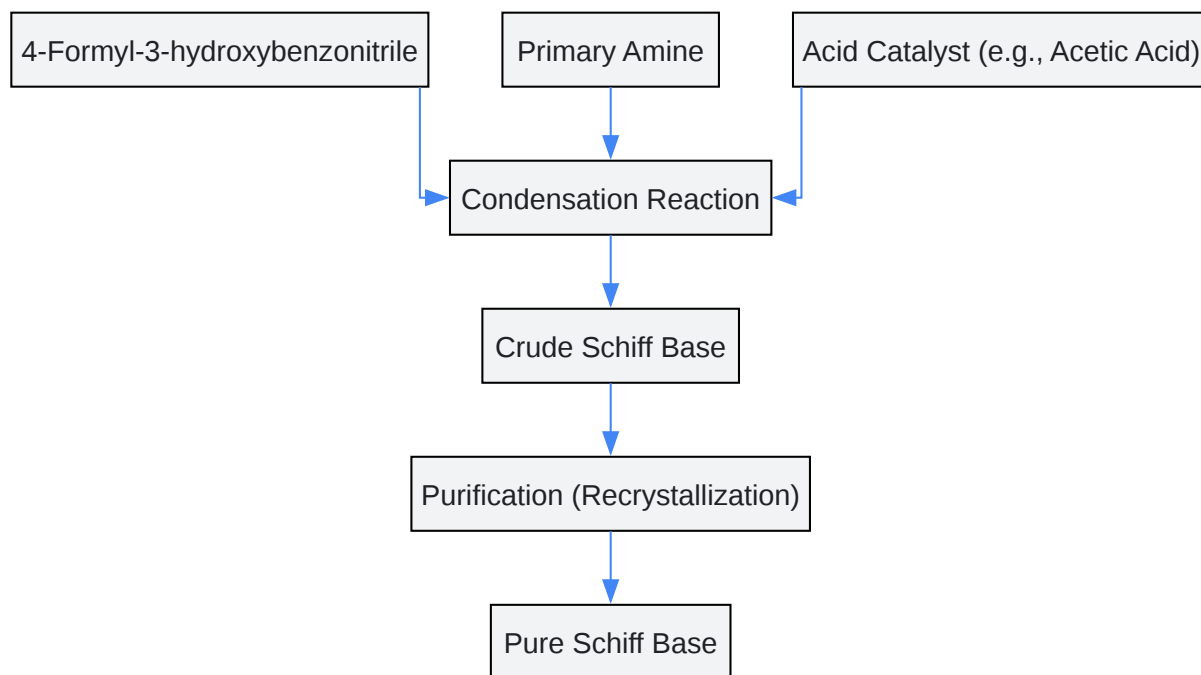 4-Formyl-3-hydroxybenzonitrile
Primary Amine
Acid Catalyst (e.g., Acetic Acid)
Condensation Reaction
Crude Schiff Base
Purification (Recrystallization)
Pure Schiff Base